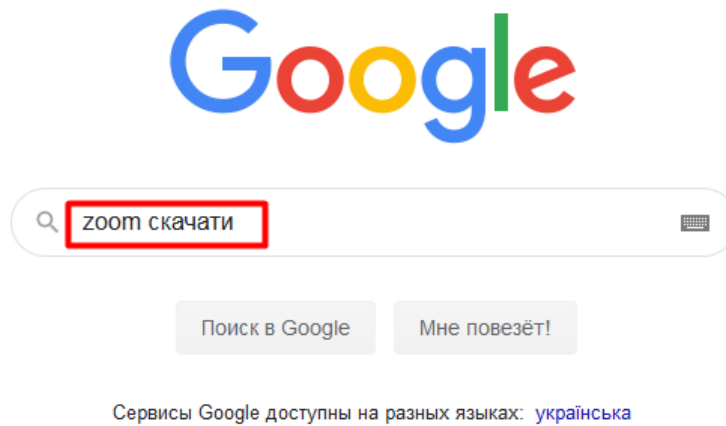 Google
zoom скачати
Поиск в Google Мне повезёт!
Сервисы Google доступны на разных языках: українська